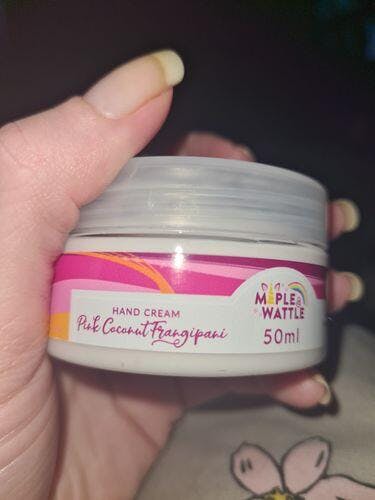 HAND CREAM
Pink Coconut Frangipani
MAPLE &
WATTLE
50ml